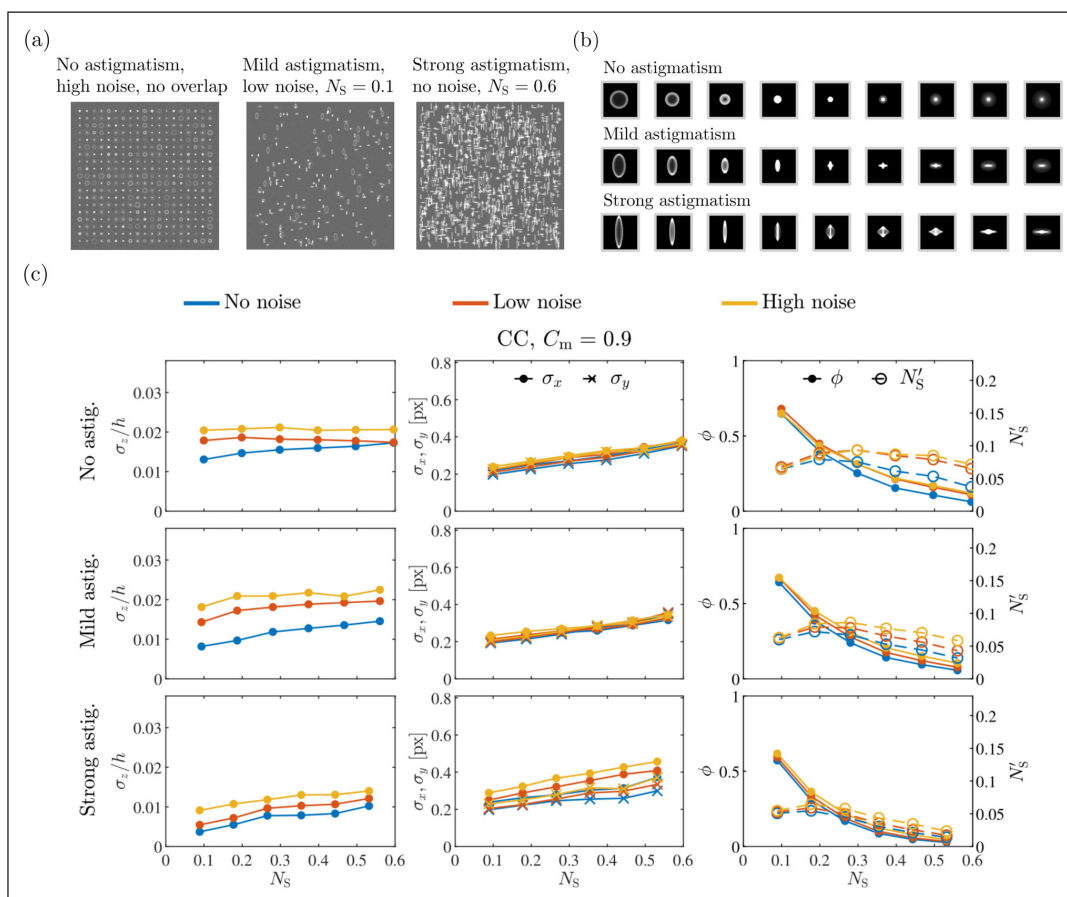 (a)
No astigmatism,
high noise, no overlap
Mild astigmatism,
low noise, N_S = 0.1
Strong astigmatism,
no noise, N_S = 0.6
(b)
No astigmatism
Mild astigmatism
Strong astigmatism
(c)
No noise Low noise High noise
CC, C_m = 0.9
No astig.
σ_z/h
0.03
0.02
0.01
0
σ_x, σ_y [px]
0.8
0.6
0.4
0.2
0
σ_x σ_y
ϕ
1
0.5
0
ϕ N′_S
0.2
0.15
0.1
0.05
0
N′_S
Mild astig.
σ_z/h
0.03
0.02
0.01
0
σ_x, σ_y [px]
0.8
0.6
0.4
0.2
0
ϕ
1
0.5
0
0.2
0.15
0.1
0.05
0
N′_S
Strong astig.
σ_z/h
0.03
0.02
0.01
0
0 0.1 0.2 0.3 0.4 0.5 0.6
N_S
σ_x, σ_y [px]
0.8
0.6
0.4
0.2
0
0 0.1 0.2 0.3 0.4 0.5 0.6
N_S
ϕ
1
0.5
0
0 0.1 0.2 0.3 0.4 0.5 0.6
N_S
0.2
0.15
0.1
0.05
0
N′_S